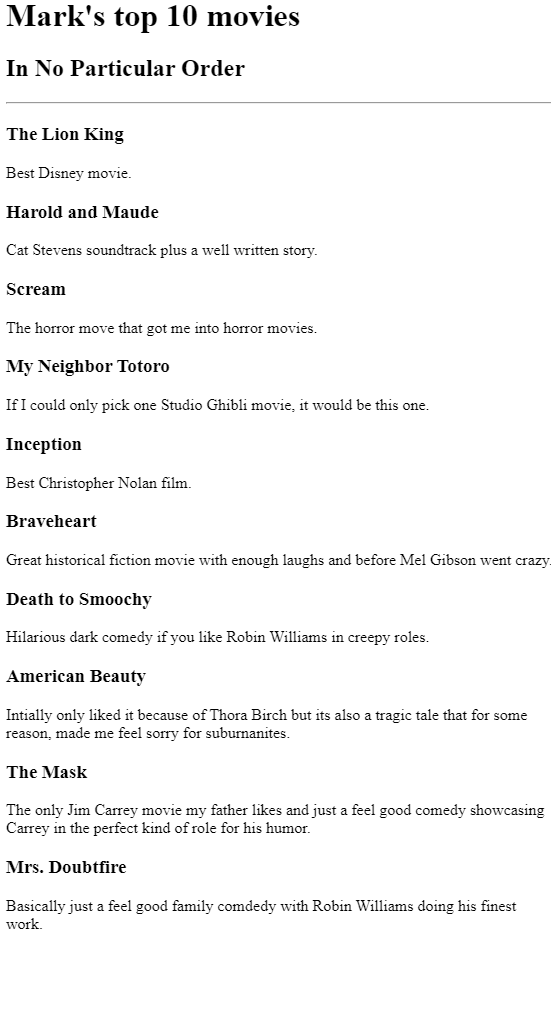 Mark's top 10 movies
In No Particular Order
The Lion King
Best Disney movie.
Harold and Maude
Cat Stevens soundtrack plus a well written story.
Scream
The horror move that got me into horror movies.
My Neighbor Totoro
If I could only pick one Studio Ghibli movie, it would be this one.
Inception
Best Christopher Nolan film.
Braveheart
Great historical fiction movie with enough laughs and before Mel Gibson went crazy.
Death to Smoochy
Hilarious dark comedy if you like Robin Williams in creepy roles.
American Beauty
Intially only liked it because of Thora Birch but its also a tragic tale that for some
reason, made me feel sorry for suburnanites.
The Mask
The only Jim Carrey movie my father likes and just a feel good comedy showcasing
Carrey in the perfect kind of role for his humor.
Mrs. Doubtfire
Basically just a feel good family comdedy with Robin Williams doing his finest
work.